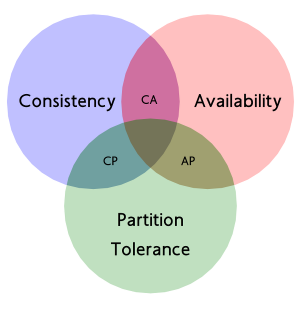 Consistency
CA
Availability
CP
AP
Partition
Tolerance